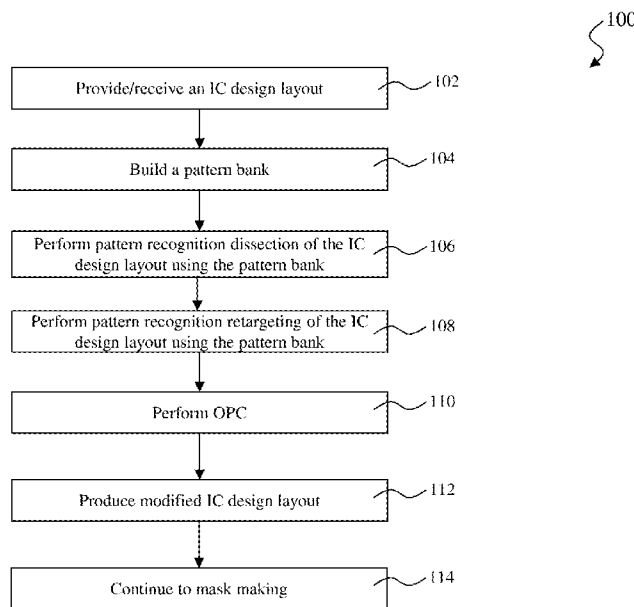 100
Provide/receive an IC design layout
102
Build a pattern bank
104
Perform pattern recognition dissection of the IC
design layout using the pattern bank
106
Perform pattern recognition retargeting of the IC
design layout using the pattern bank
108
Perform OPC
110
Produce modified IC design layout
112
Continue to mask making
114